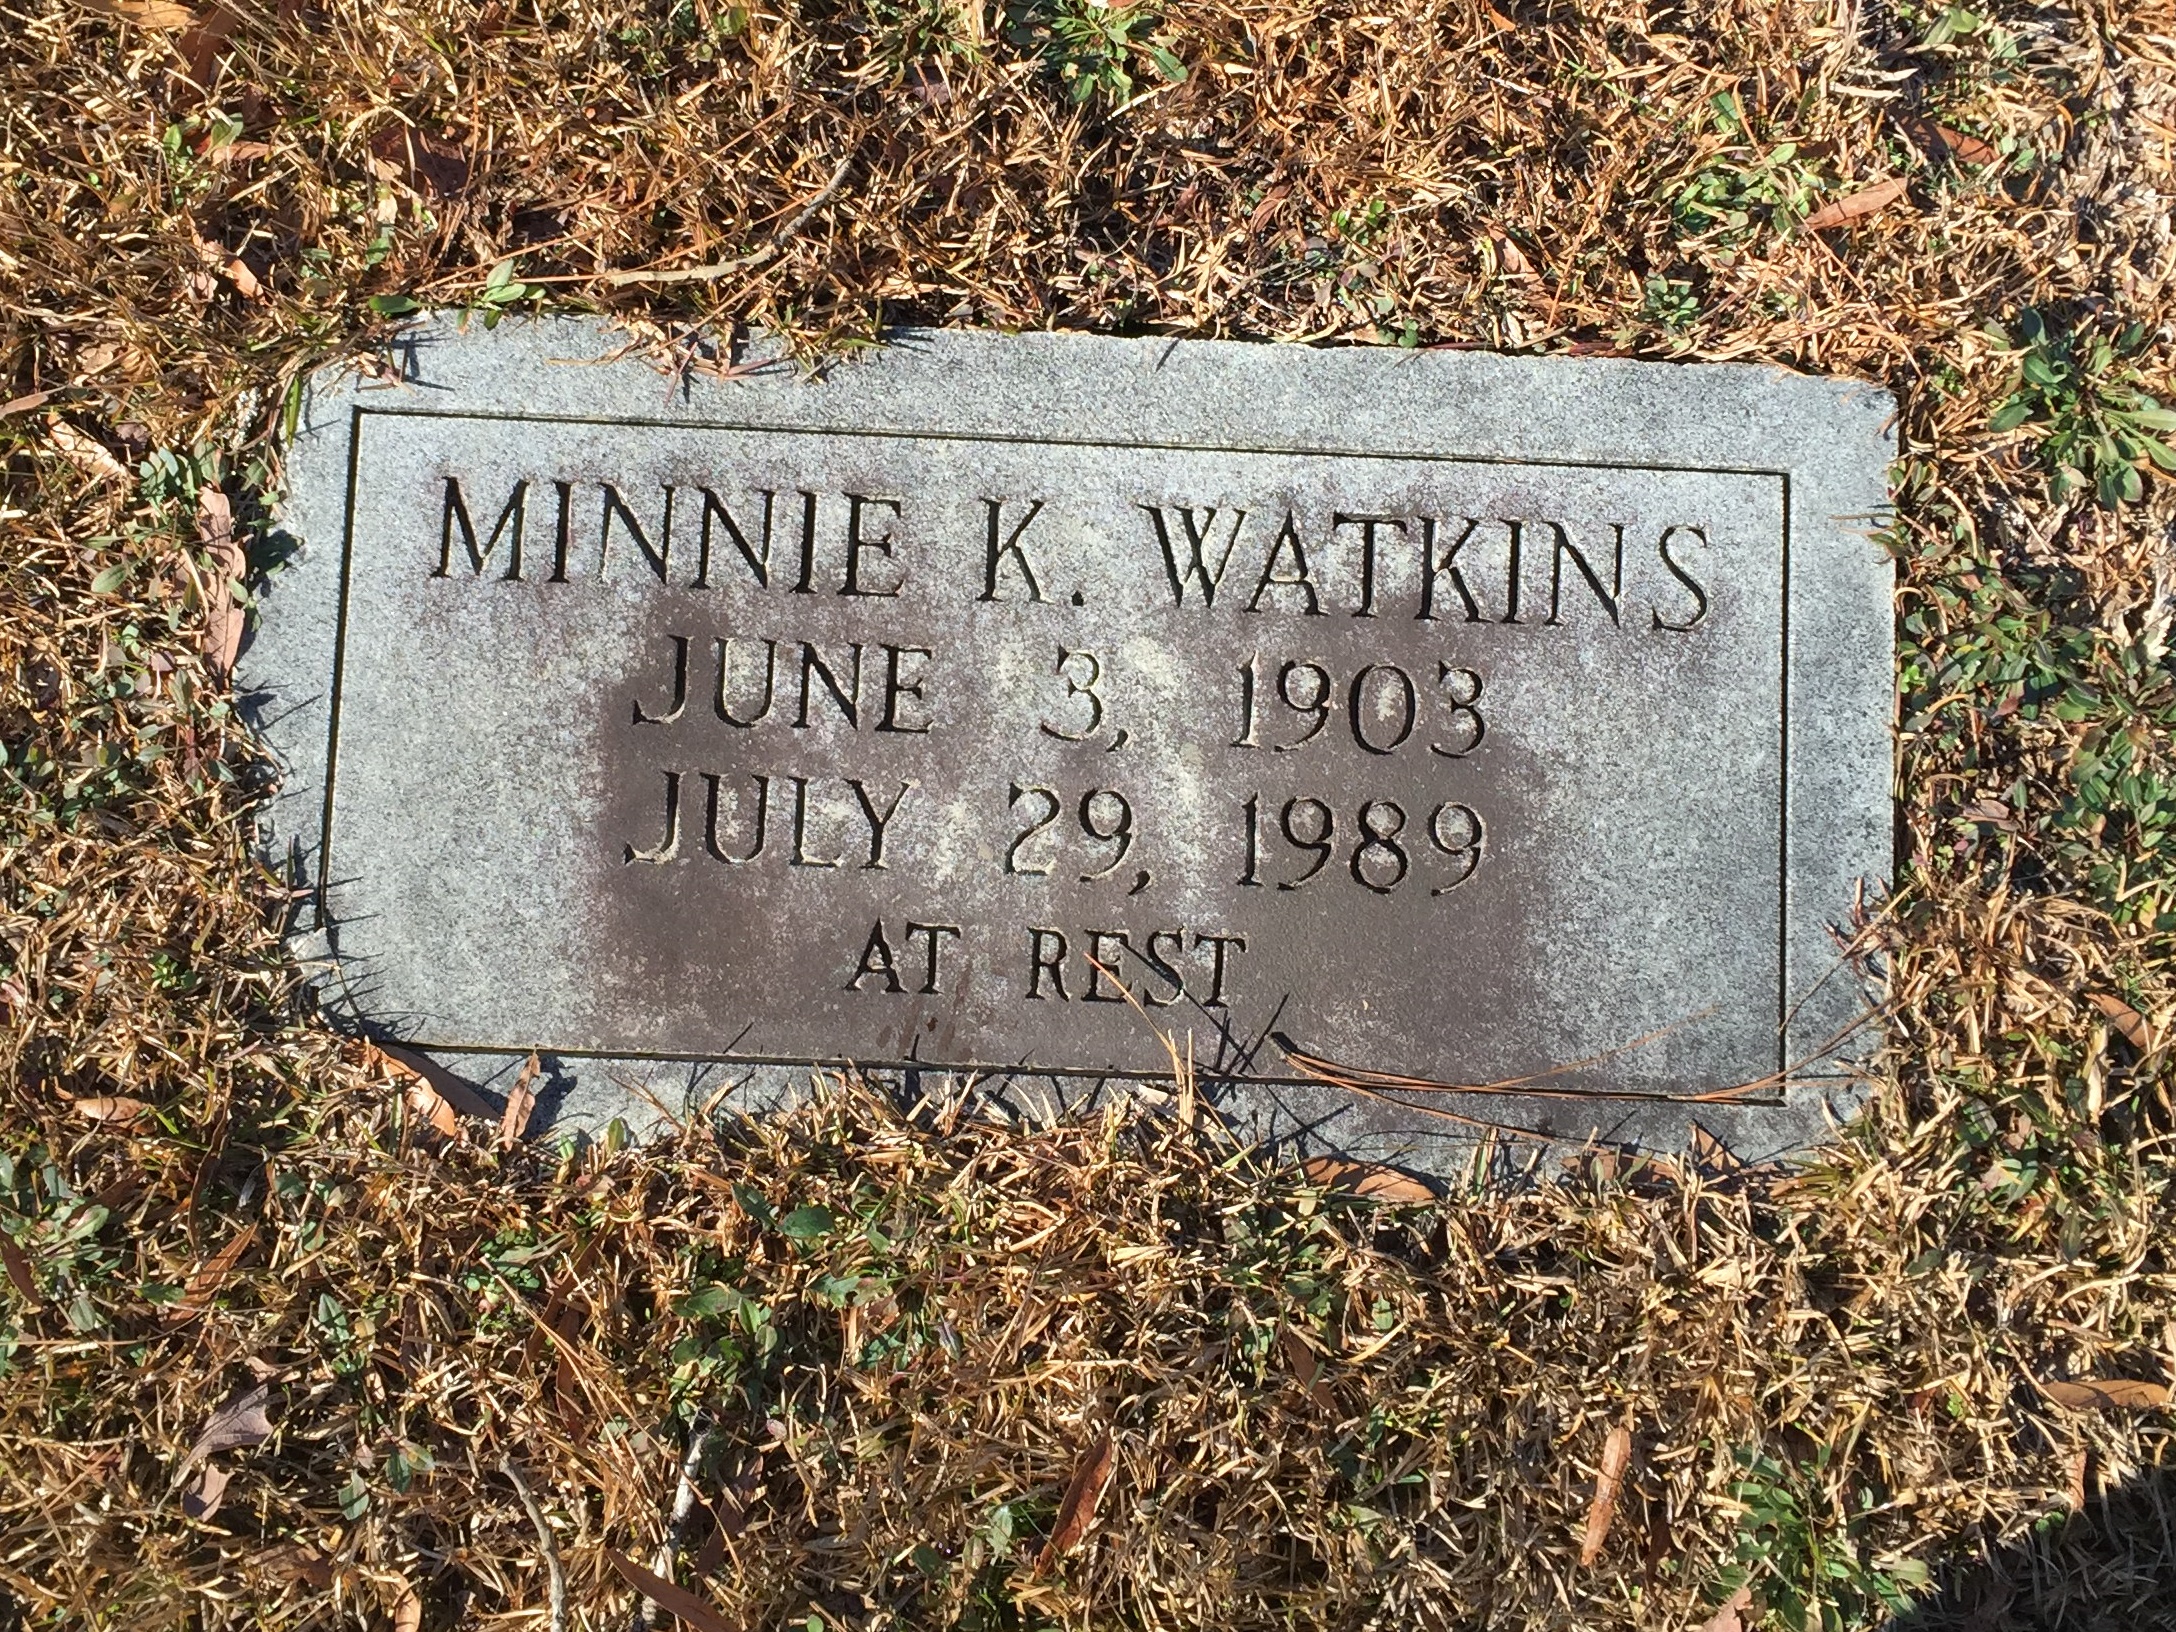 MINNIE K. WATKINS
JUNE 3, 1903
JULY 29, 1989
AT REST